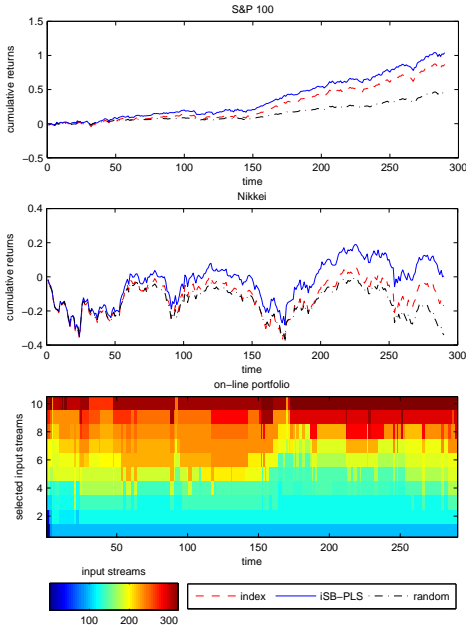 S&P 100
1.5
1
0.5
0
−0.5
cumulative returns
0 50 100 150 200 250 300
time
Nikkei
0.4
0.2
0
−0.2
−0.4
cumulative returns
0 50 100 150 200 250 300
time
on−line portfolio
10
8
6
4
2
selected input streams
50 100 150 200 250
time
input streams
100 200 300
index iSB−PLS random